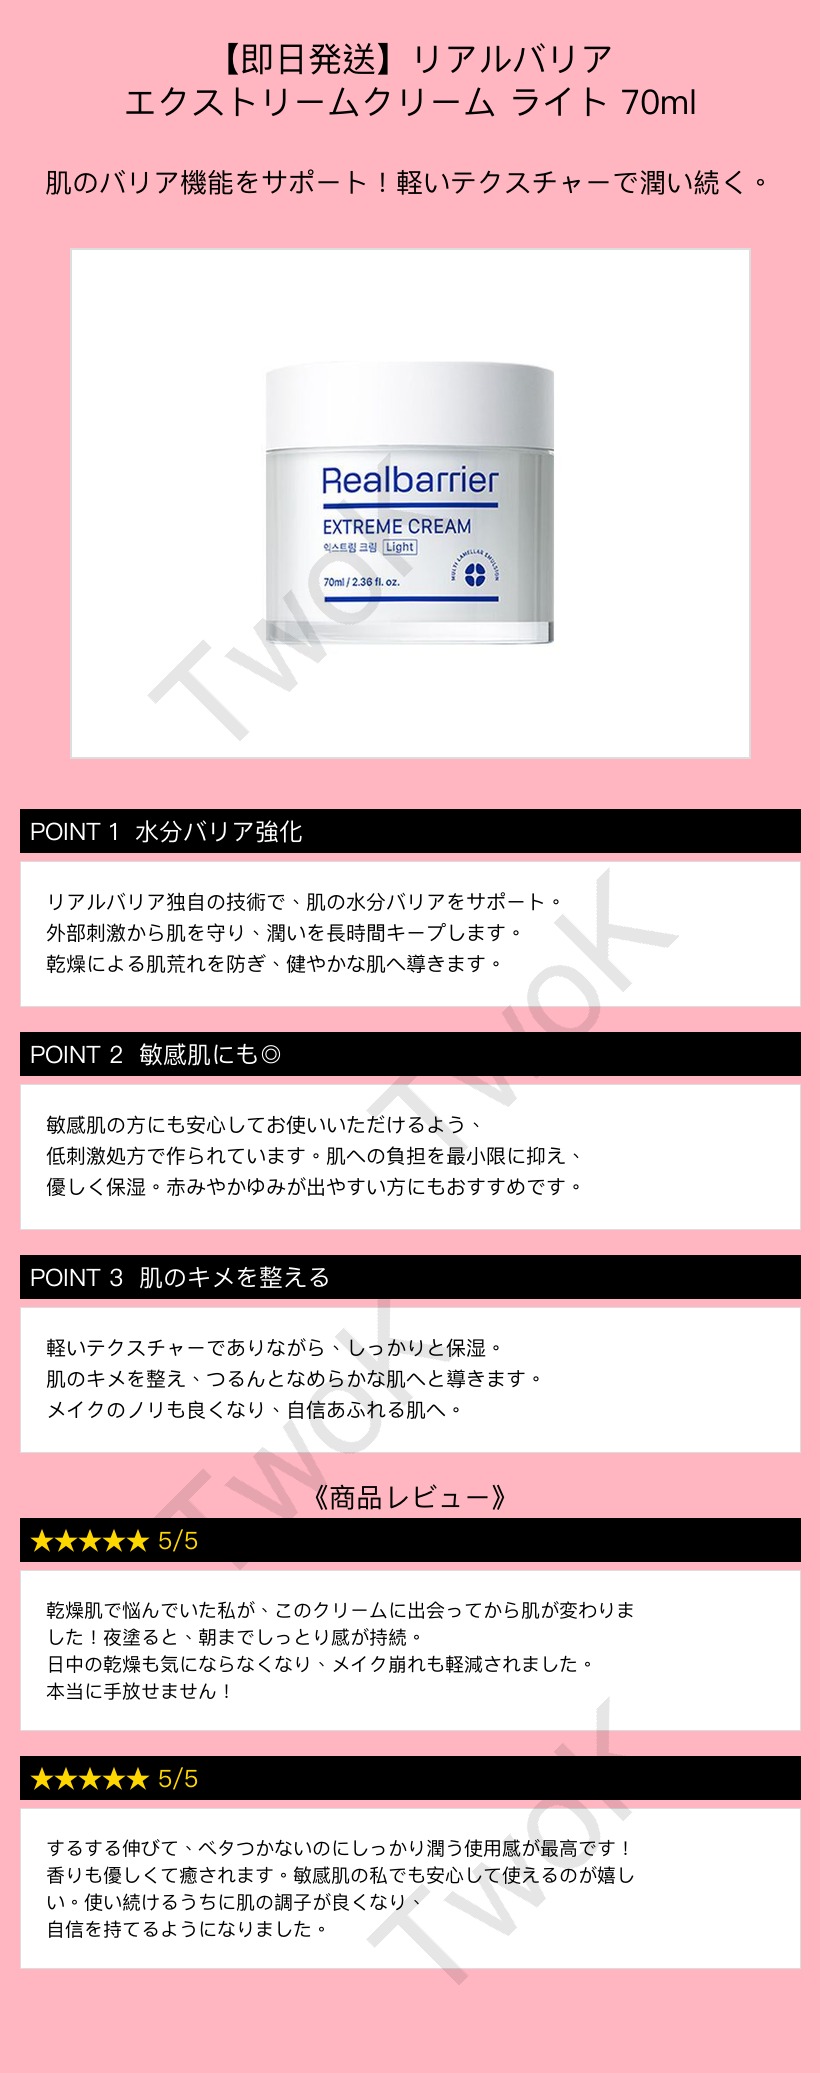 【即日発送】リアルバリア
エクストリームクリーム ライト 70ml
肌のバリア機能をサポート！軽いテクスチャーで潤い続く。
Realbarrier
EXTREME CREAM
익스트림 크림 Light
70ml / 2.36 fl. oz.
MULTI LAMELLAR EMULSION
TwoK
POINT 1 水分バリア強化
リアルバリア独自の技術で、肌の水分バリアをサポート。
外部刺激から肌を守り、潤いを長時間キープします。
乾燥による肌荒れを防ぎ、健やかな肌へ導きます。
TwoK
POINT 2 敏感肌にも◎
敏感肌の方にも安心してお使いいただけるよう、
低刺激処方で作られています。肌への負担を最小限に抑え、
優しく保湿。赤みやかゆみが出やすい方にもおすすめです。
POINT 3 肌のキメを整える
軽いテクスチャーでありながら、しっかりと保湿。
肌のキメを整え、つるんとなめらかな肌へと導きます。
メイクのノリも良くなり、自信あふれる肌へ。
TwoK
《商品レビュー》
★★★★★ 5/5
乾燥肌で悩んでいた私が、このクリームに出会ってから肌が変わりま
した！夜塗ると、朝までしっとり感が持続。
日中の乾燥も気にならなくなり、メイク崩れも軽減されました。
本当に手放せません！
★★★★★ 5/5
するする伸びて、ベタつかないのにしっかり潤う使用感が最高です！
香りも優しくて癒されます。敏感肌の私でも安心して使えるのが嬉し
い。使い続けるうちに肌の調子が良くなり、
自信を持てるようになりました。
TwoK